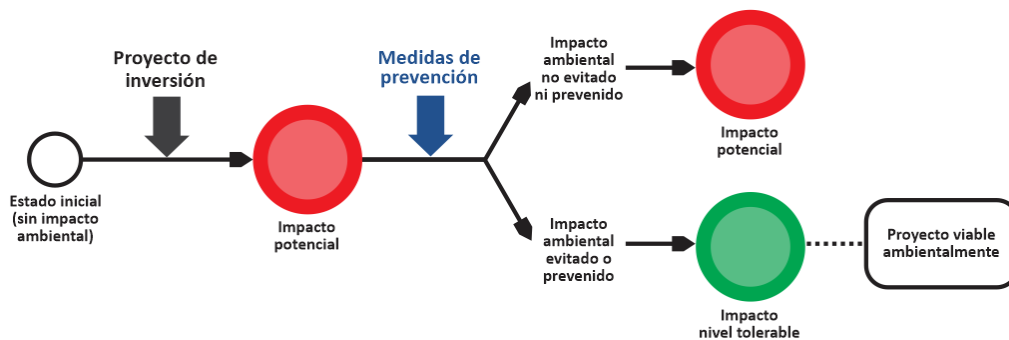 Proyecto de
inversión
Medidas de
prevención
Estado inicial
(sin impacto
ambiental)
Impacto
potencial
Impacto
ambiental
no evitado
ni prevenido
Impacto
potencial
Impacto
ambiental
evitado o
prevenido
Impacto
nivel tolerable
Proyecto viable
ambientalmente